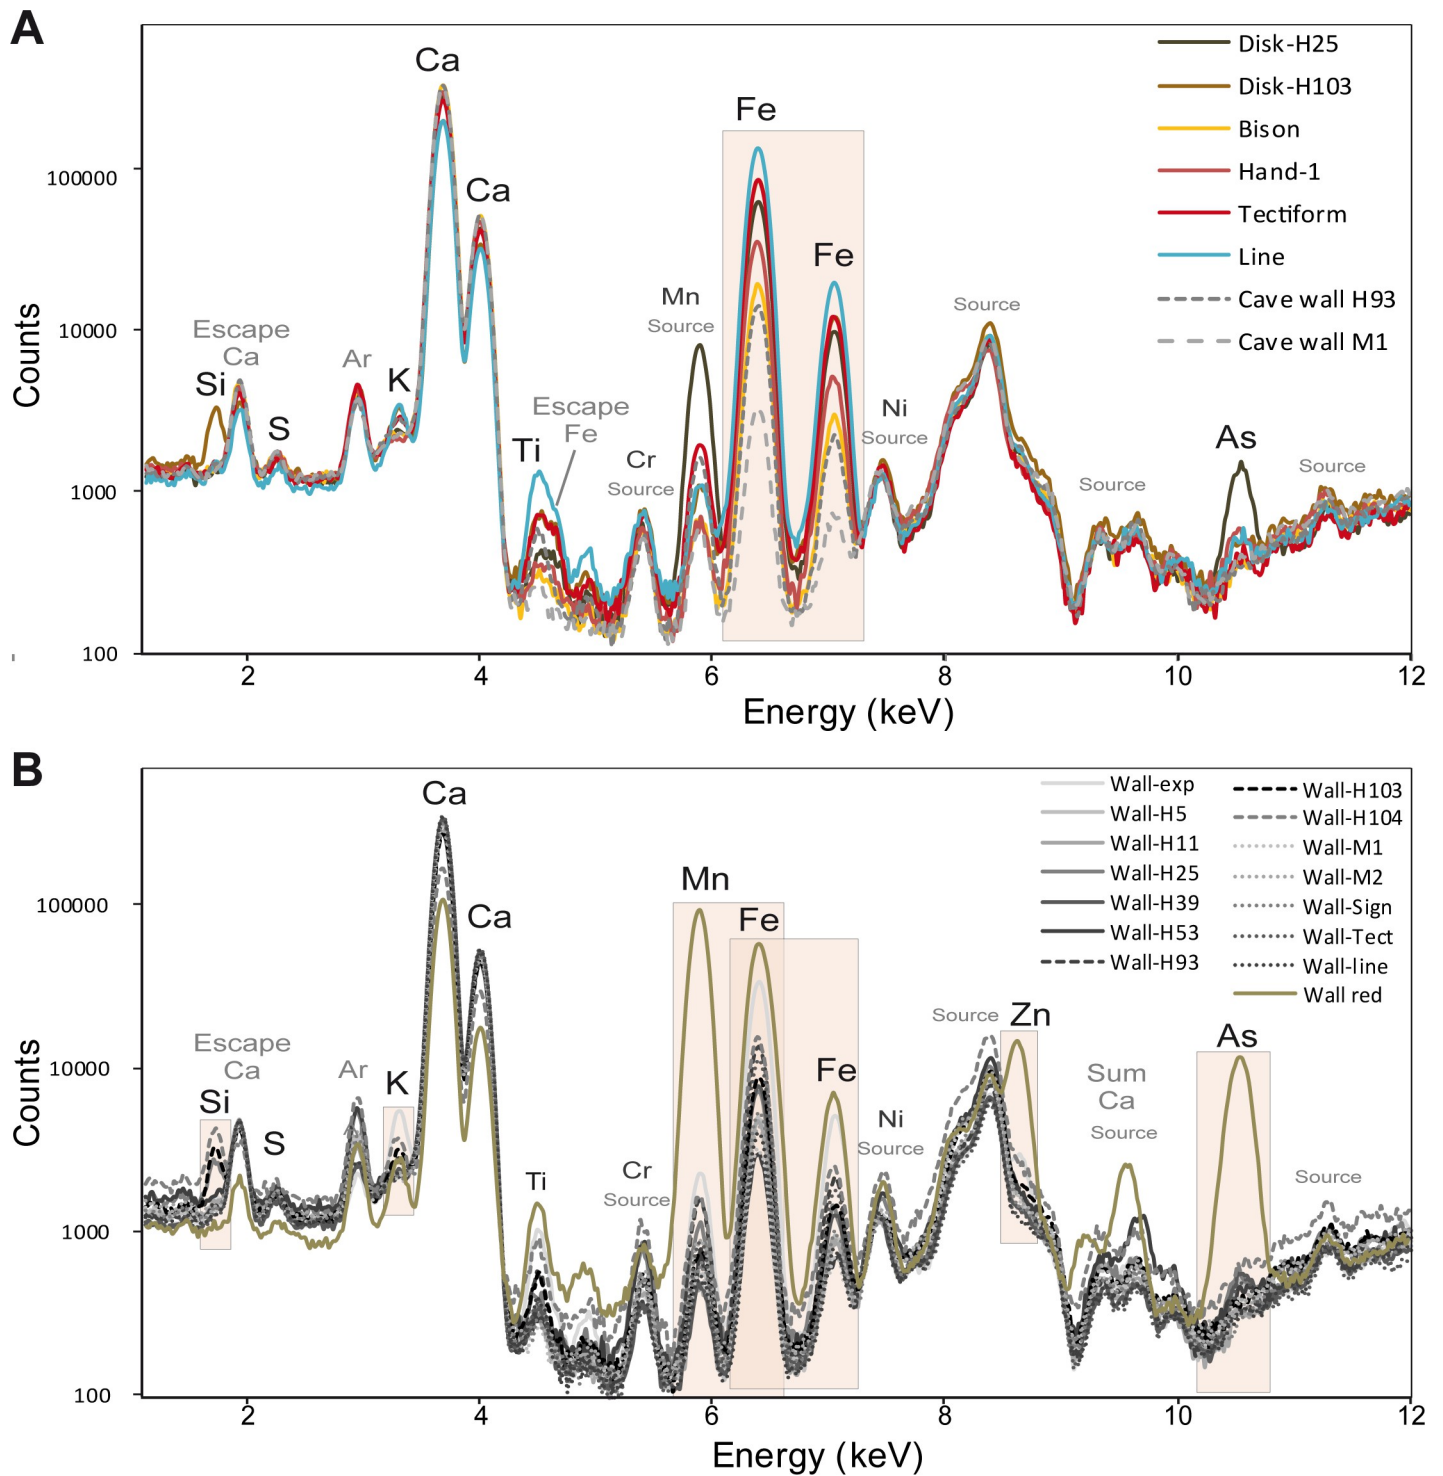 A
Ca
Disk-H25
Disk-H103
Bison
Hand-1
Tectiform
Line
Cave wall H93
Cave wall M1
Fe
100000
Ca
Fe
Mn
Source
Source
Escape
Ca
Ar
Si
K
S
10000
Counts
Escape
Fe
Ti
Cr
Source
Ni
Source
As
Source
Source
1000
100
2
4
6
8
10
12
Energy (keV)
B
Ca
Wall-exp
Wall-H5
Wall-H11
Wall-H25
Wall-H39
Wall-H53
Wall-H93
Wall-H103
Wall-H104
Wall-M1
Wall-M2
Wall-Sign
Wall-Tect
Wall-line
Wall red
Mn
100000
Ca
Fe
Source
Zn
As
Escape
Ca
Ar
K
Si
S
Fe
Sum
Ca
Source
10000
Counts
Ni
Source
Ti
Cr
Source
Source
1000
100
2
4
6
8
10
12
Energy (keV)